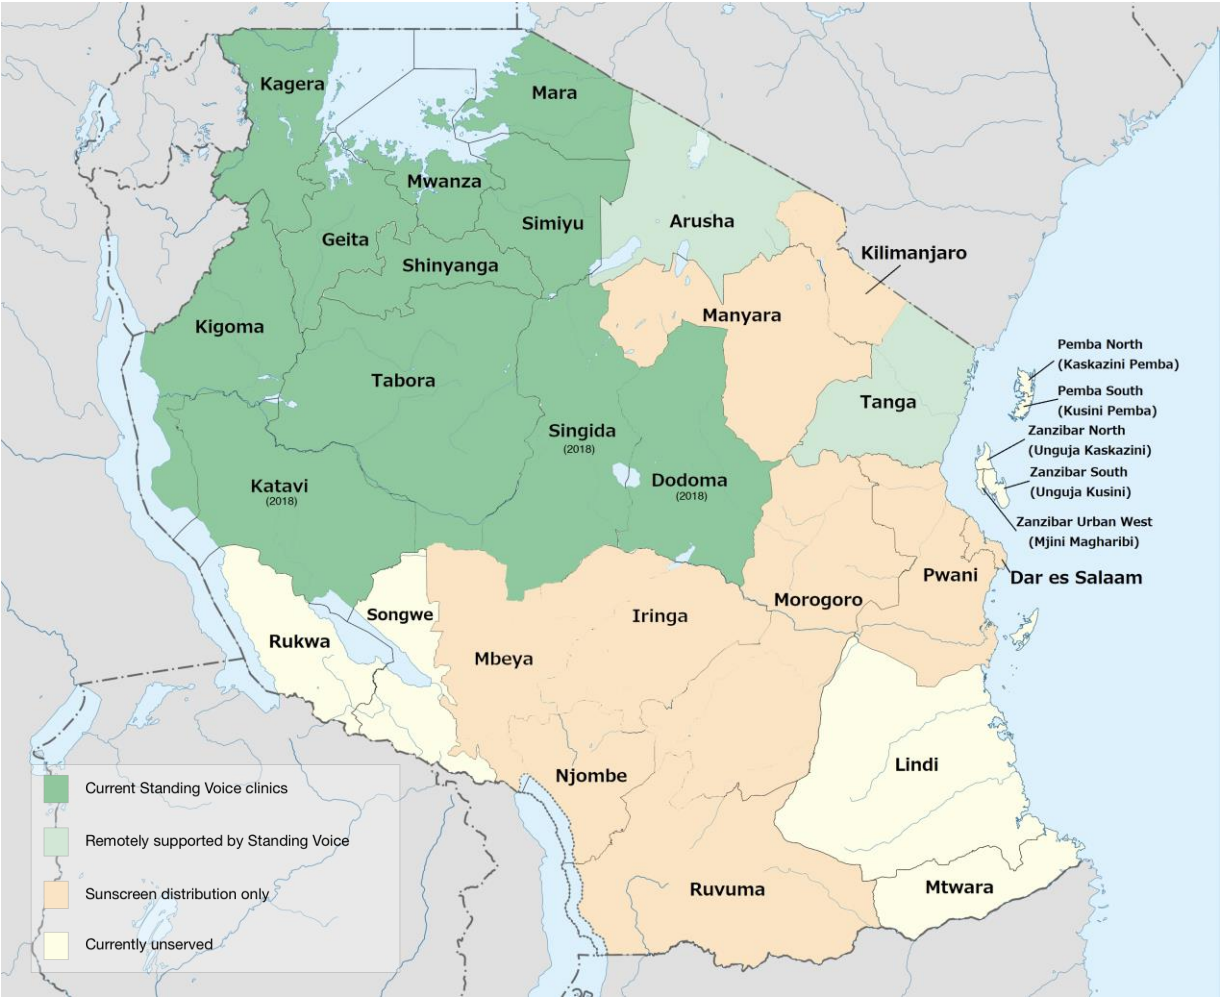 Kagera
Mara
Mwanza
Simiyu
Arusha
Geita
Shinyanga
Kilimanjaro
Kigoma
Manyara
Tabora
Tanga
Pemba North
(Kaskazini Pemba)
Pemba South
(Kusini Pemba)
Zanzibar North
(Unguja Kaskazini)
Zanzibar South
(Unguja Kusini)
Zanzibar Urban West
(Mjini Magharibi)
Singida
(2018)
Dodoma
(2018)
Katavi
(2018)
Pwani
Dar es Salaam
Morogoro
Songwe
Iringa
Rukwa
Mbeya
Njombe
Lindi
Ruvuma
Mtwara
Current Standing Voice clinics
Remotely supported by Standing Voice
Sunscreen distribution only
Currently unserved